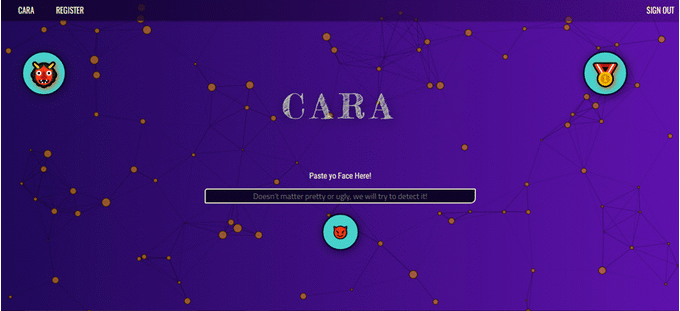 CARA REGISTER SIGN OUT
CARA
Paste yo Face Here!
Doesn't matter pretty or ugly, we will try to detect it!